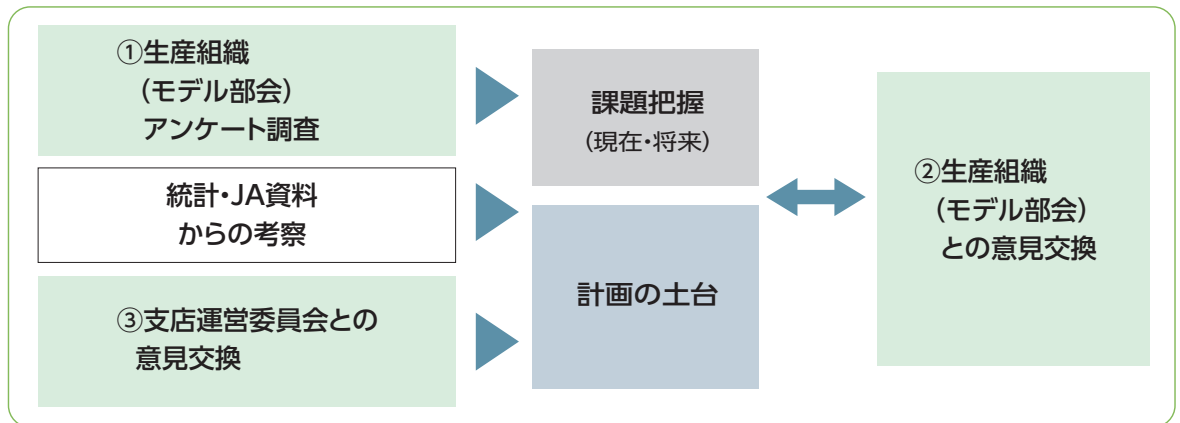 ①生産組織
(モデル部会)
アンケート調査
統計・JA資料
からの考察
③支店運営委員会との
意見交換
課題把握
(現在・将来)
計画の土台
②生産組織
(モデル部会)
との意見交換